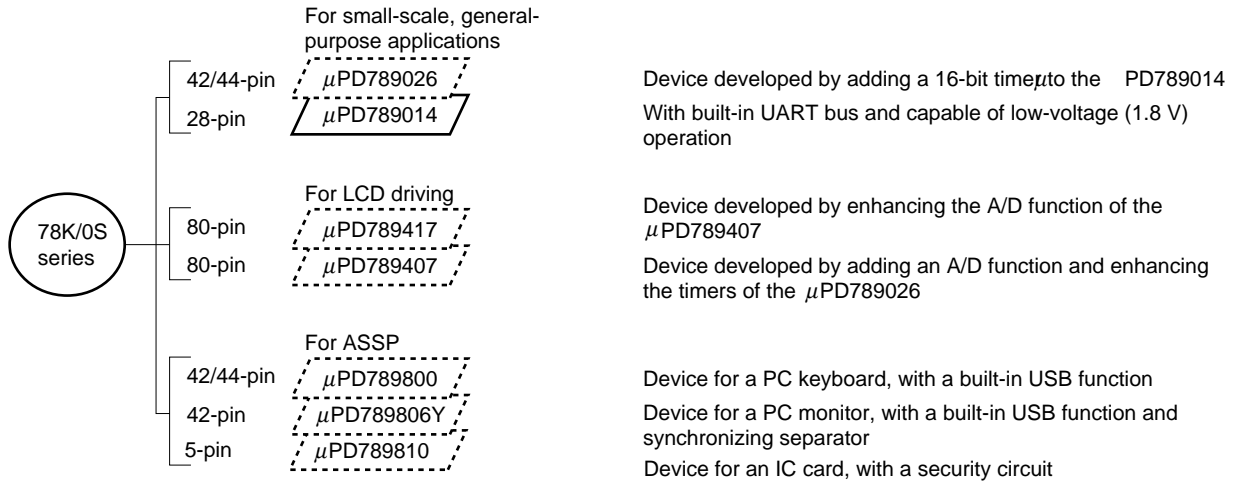 For small-scale, general-
purpose applications
42/44-pin μPD789026 Device developed by adding a 16-bit timer to the μPD789014
28-pin μPD789014 With built-in UART bus and capable of low-voltage (1.8 V)
operation
78K/0S
series
For LCD driving
80-pin μPD789417 Device developed by enhancing the A/D function of the
μPD789407
80-pin μPD789407 Device developed by adding an A/D function and enhancing
the timers of the μPD789026
For ASSP
42/44-pin μPD789800 Device for a PC keyboard, with a built-in USB function
42-pin μPD789806Y Device for a PC monitor, with a built-in USB function and
synchronizing separator
5-pin μPD789810 Device for an IC card, with a security circuit